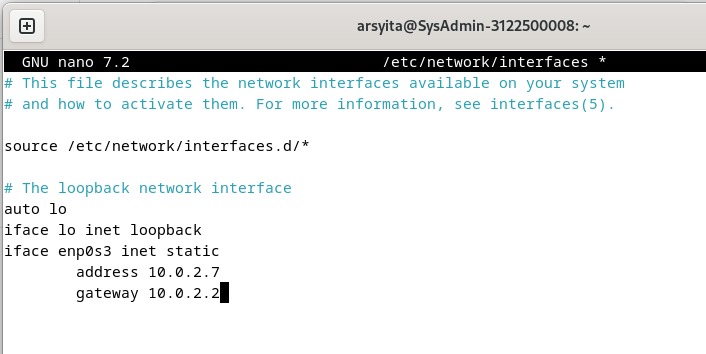 arsyita@SysAdmin-3122500008: ~
GNU nano 7.2 /etc/network/interfaces *
# This file describes the network interfaces available on your system
# and how to activate them. For more information, see interfaces(5).
source /etc/network/interfaces.d/*
# The loopback network interface
auto lo
iface lo inet loopback
iface enp0s3 inet static
address 10.0.2.7
gateway 10.0.2.2